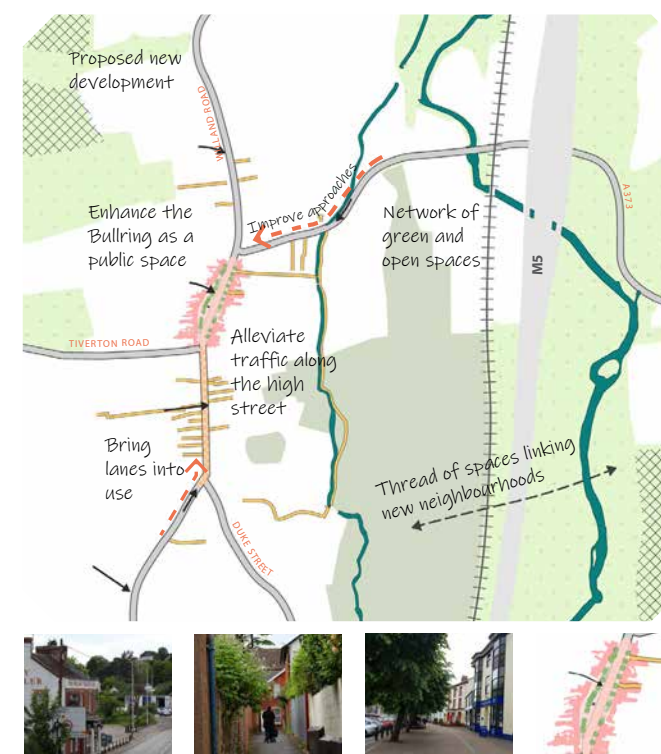 Proposed new
development
WILLAND ROAD
Improve approaches
Enhance the
Bullring as a
public space
Network of
green and
open spaces
A373
M5
TIVERTON ROAD
Alleviate
traffic along
the high
street
Bring
lanes into
use
Thread of spaces linking
new neighbourhoods
DUKE STREET